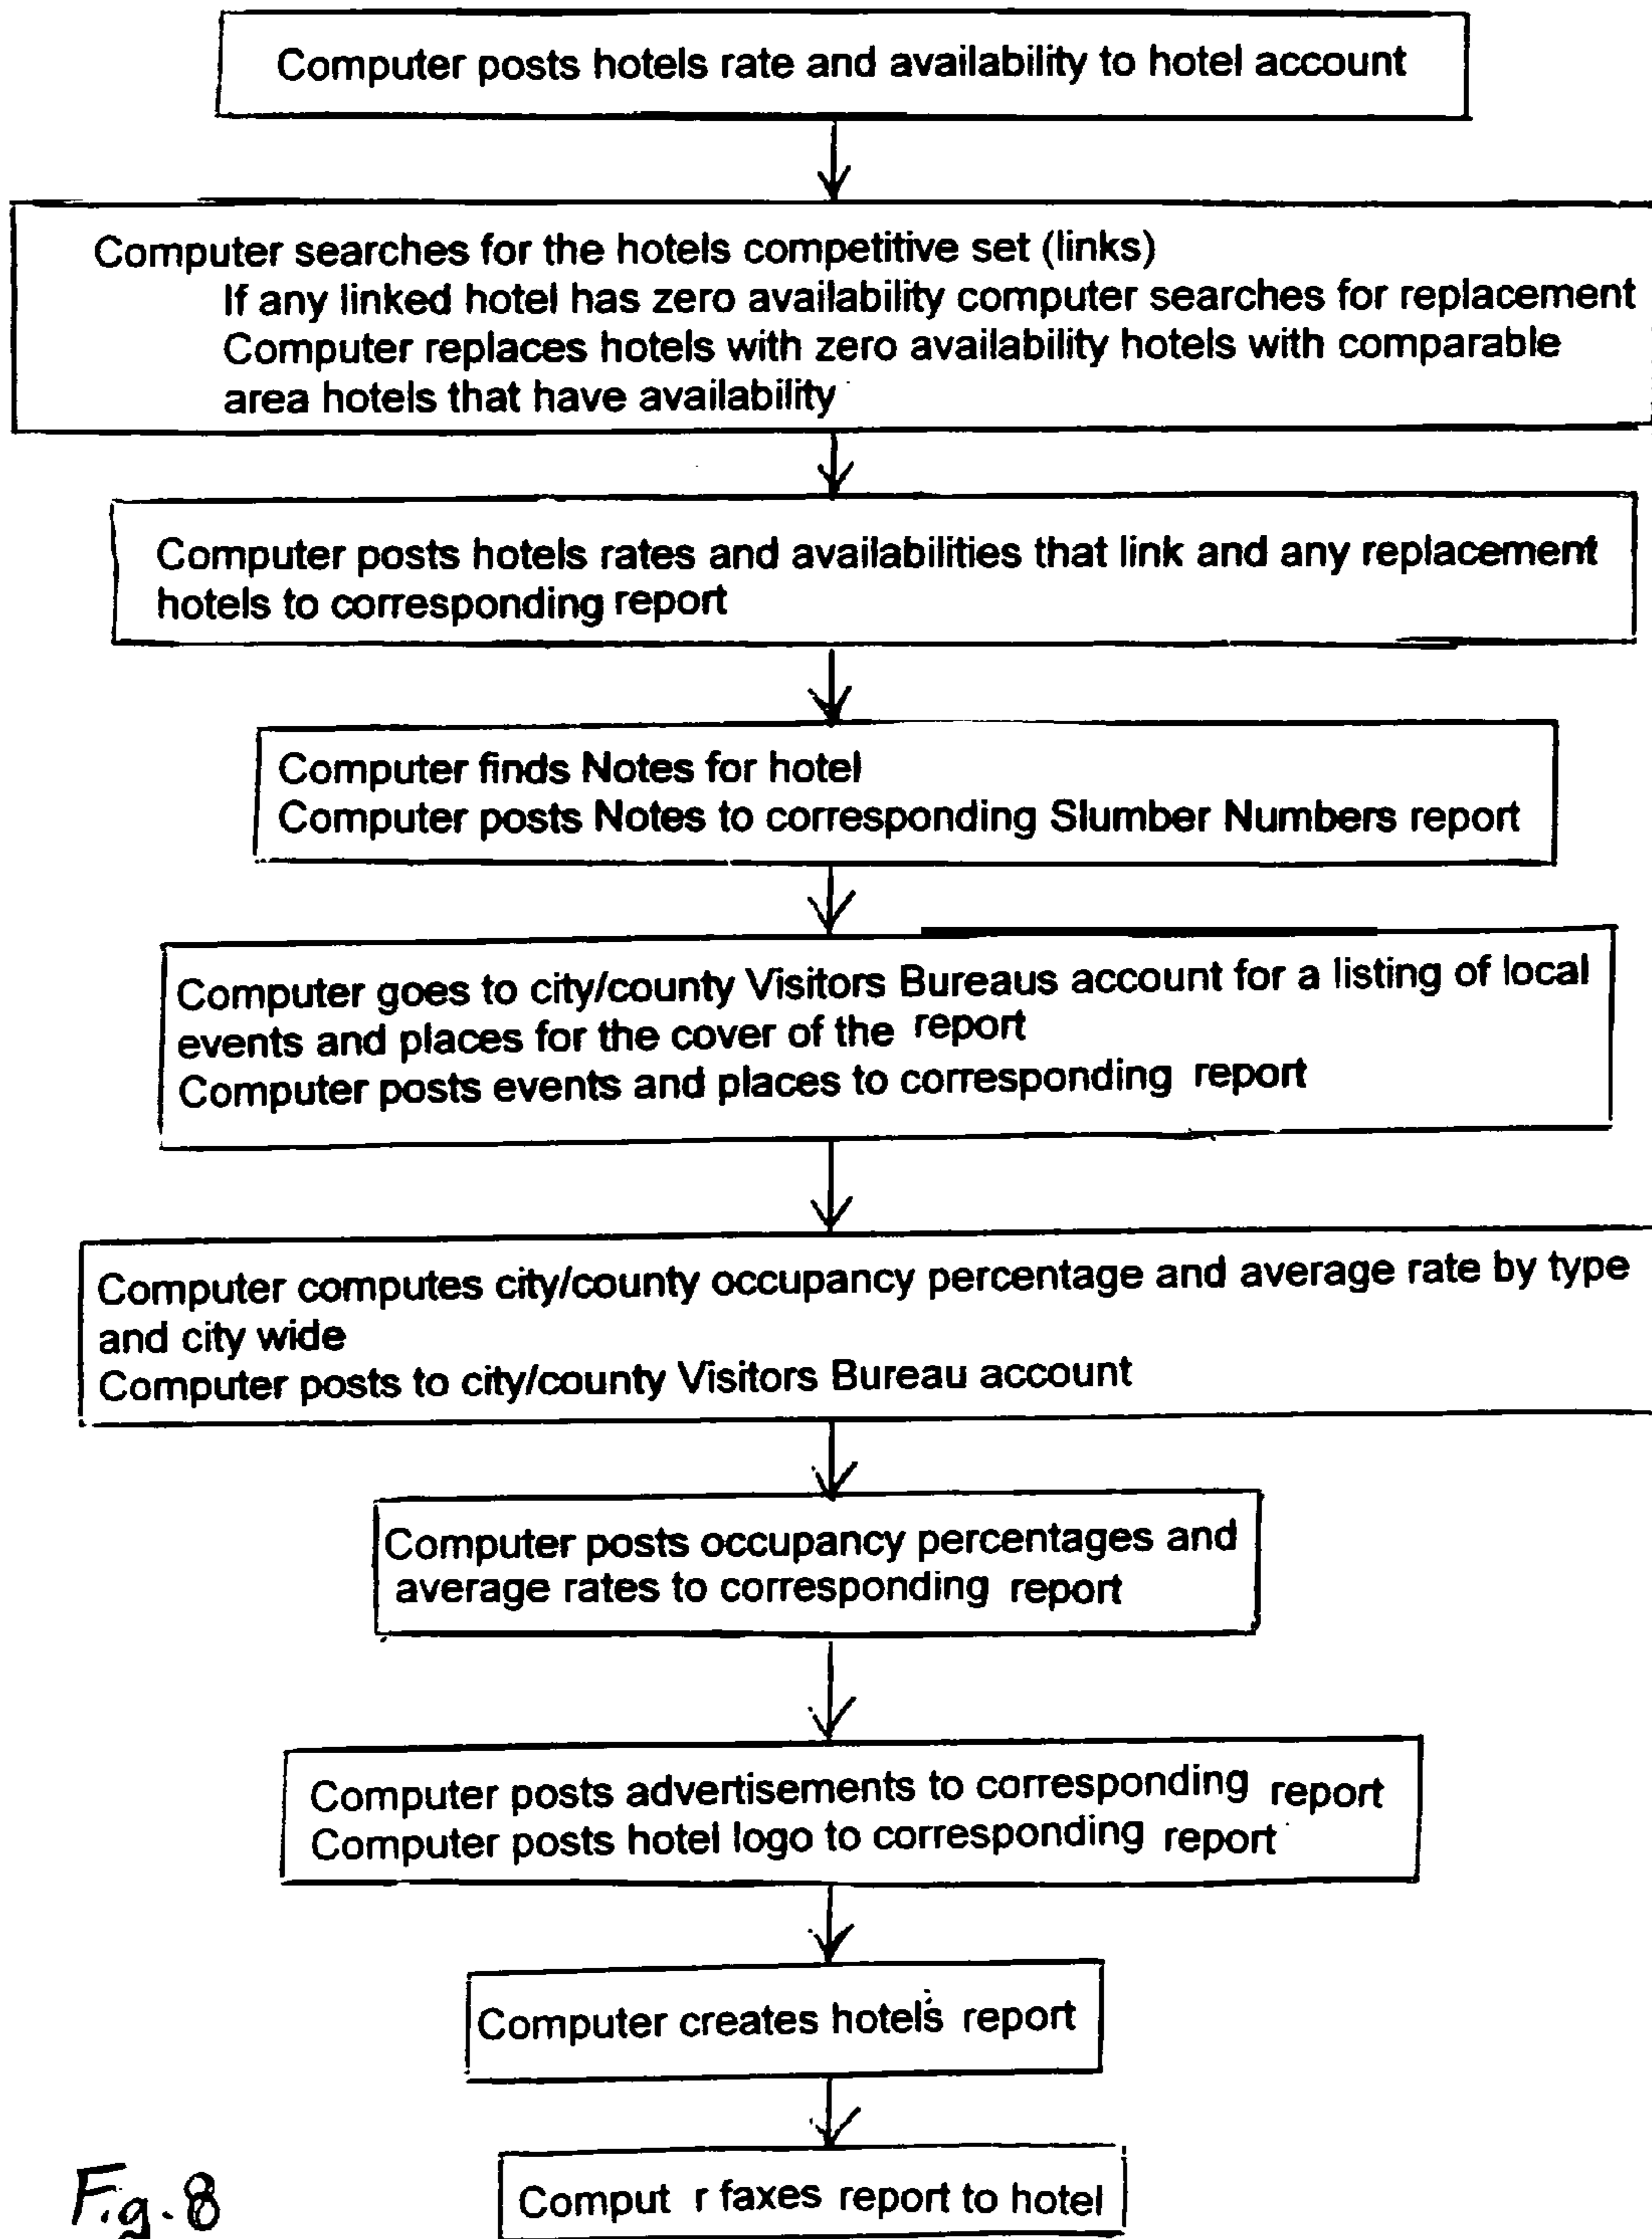 Computer posts hotels rate and availability to hotel account
Computer searches for the hotels competitive set (links)
If any linked hotel has zero availability computer searches for replacement
Computer replaces hotels with zero availability hotels with comparable
area hotels that have availability
Computer posts hotels rates and availabilities that link and any replacement
hotels to corresponding report
Computer finds Notes for hotel
Computer posts Notes to corresponding Slumber Numbers report
Computer goes to city/county Visitors Bureaus account for a listing of local
events and places for the cover of the report
Computer posts events and places to corresponding report
Computer computes city/county occupancy percentage and average rate by type
and city wide
Computer posts to city/county Visitors Bureau account
Computer posts occupancy percentages and
average rates to corresponding report
Computer posts advertisements to corresponding report
Computer posts hotel logo to corresponding report
Computer creates hotel's report
Comput r faxes report to hotel
Fig. 8